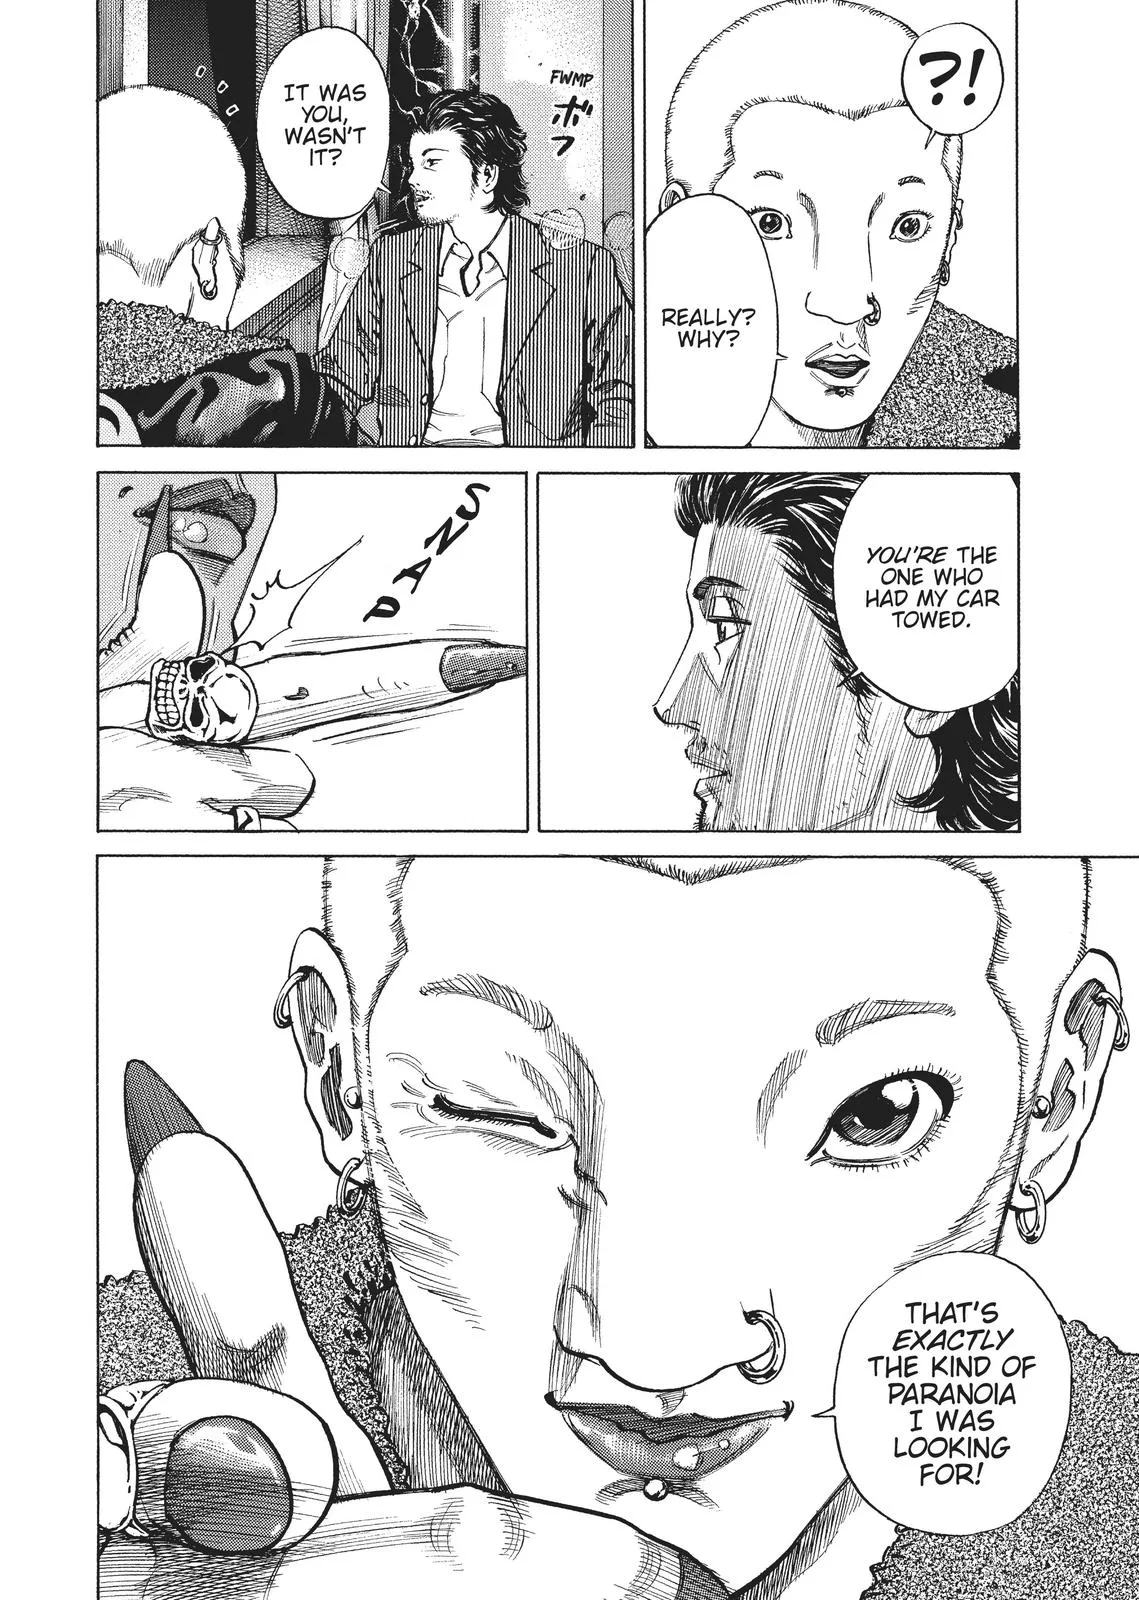 IT WAS
YOU,
WASN'T
IT?
FWMP
ボフ
?!
REALLY?
WHY?
SNAP
YOU'RE THE
ONE WHO
HAD MY CAR
TOWED.
THAT'S
EXACTLY
THE KIND OF
PARANOIA
I WAS
LOOKING
FOR!